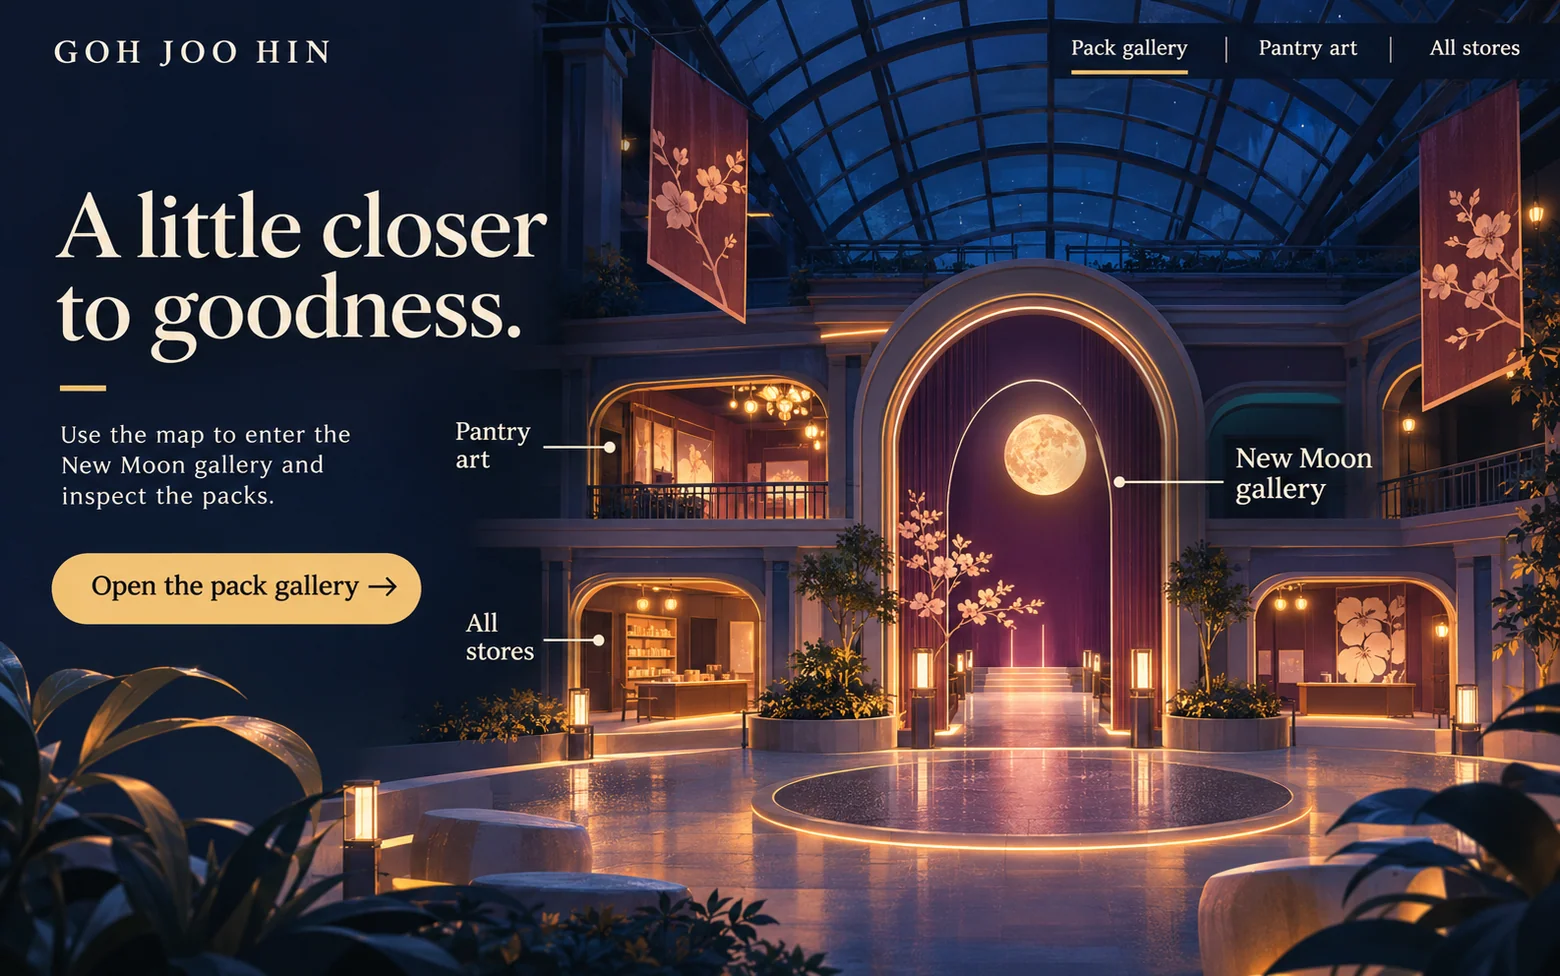 GOH JOO HIN
Pack gallery
Pantry art
All stores
A little closer
to goodness.
Use the map to enter the
New Moon gallery and
inspect the packs.
Open the pack gallery →
Pantry
art
All
stores
New Moon
gallery